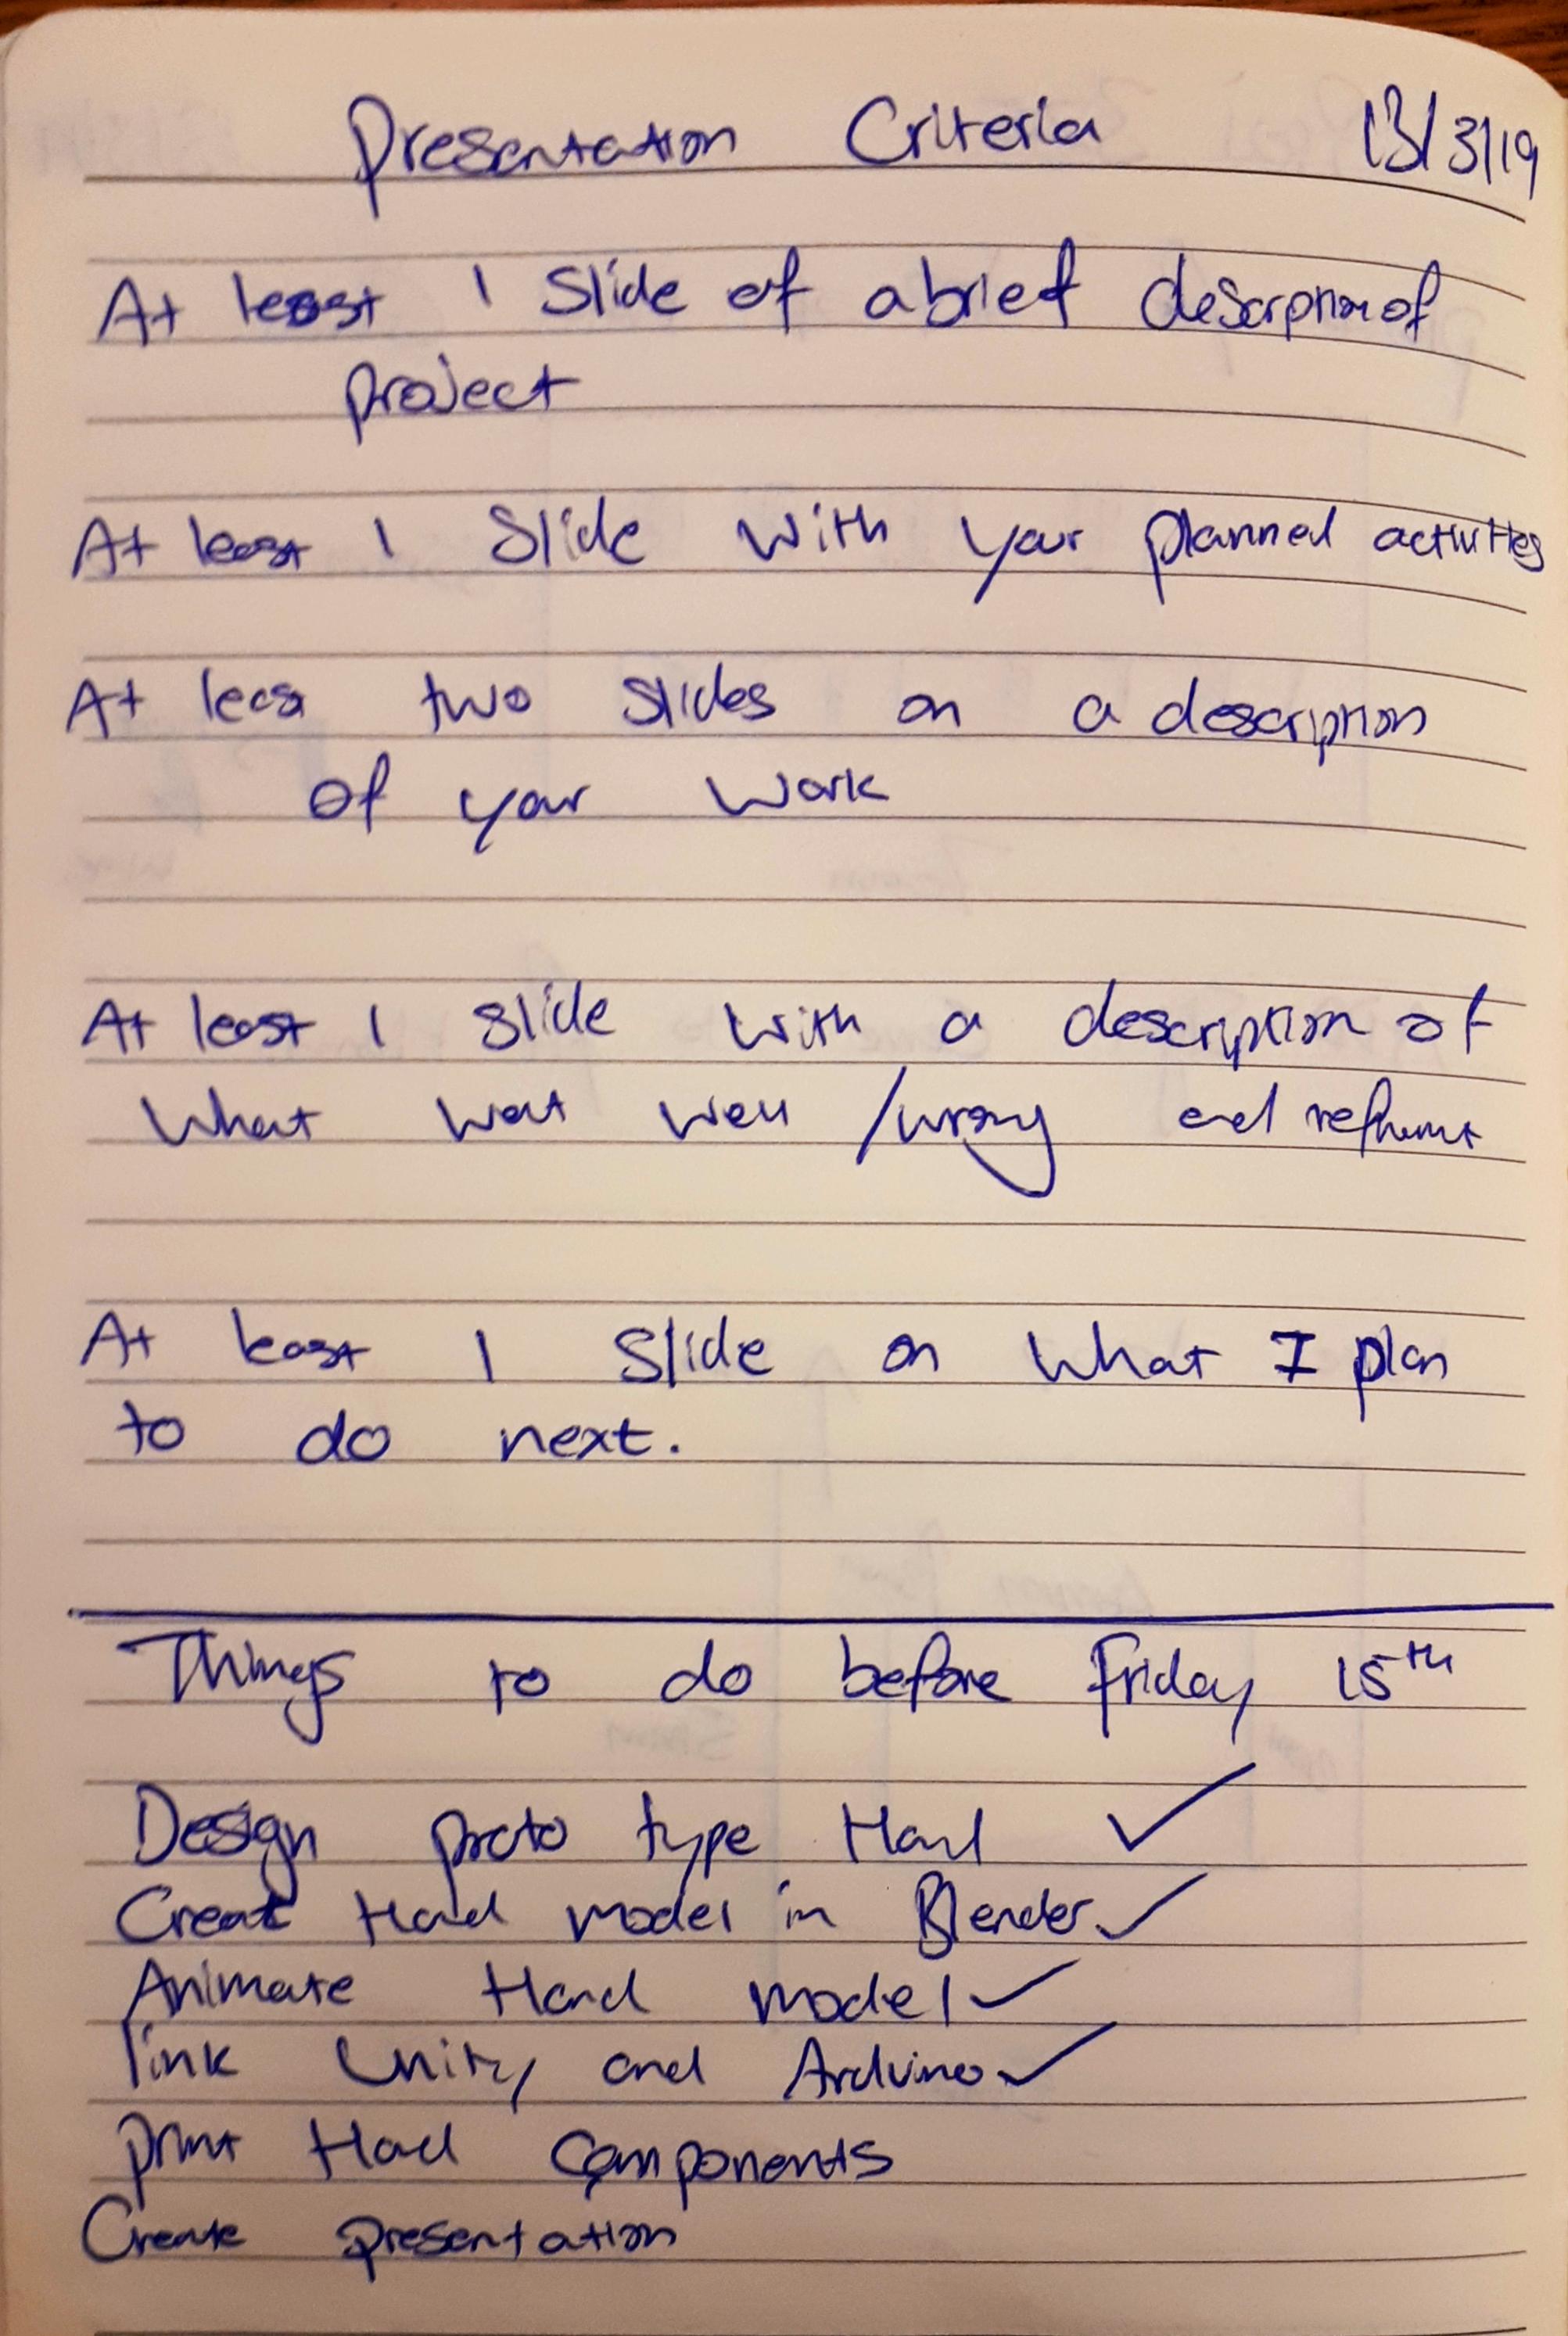 Presentation Criteria 13/3/19
At least 1 Slide of a brief description of
project
At least 1 Slide with your planned activities
At least two slides on a description
of your work
At least 1 slide with a description of
what went well /wrong and
At least 1 Slide on what I plan
to do next.
Things to do before Friday 15th
Design proto type Hand ✓
Create Hand model in Blender ✓
Animate Hand model ✓
link Unity and Arduino ✓
print Hand components
Create presentation